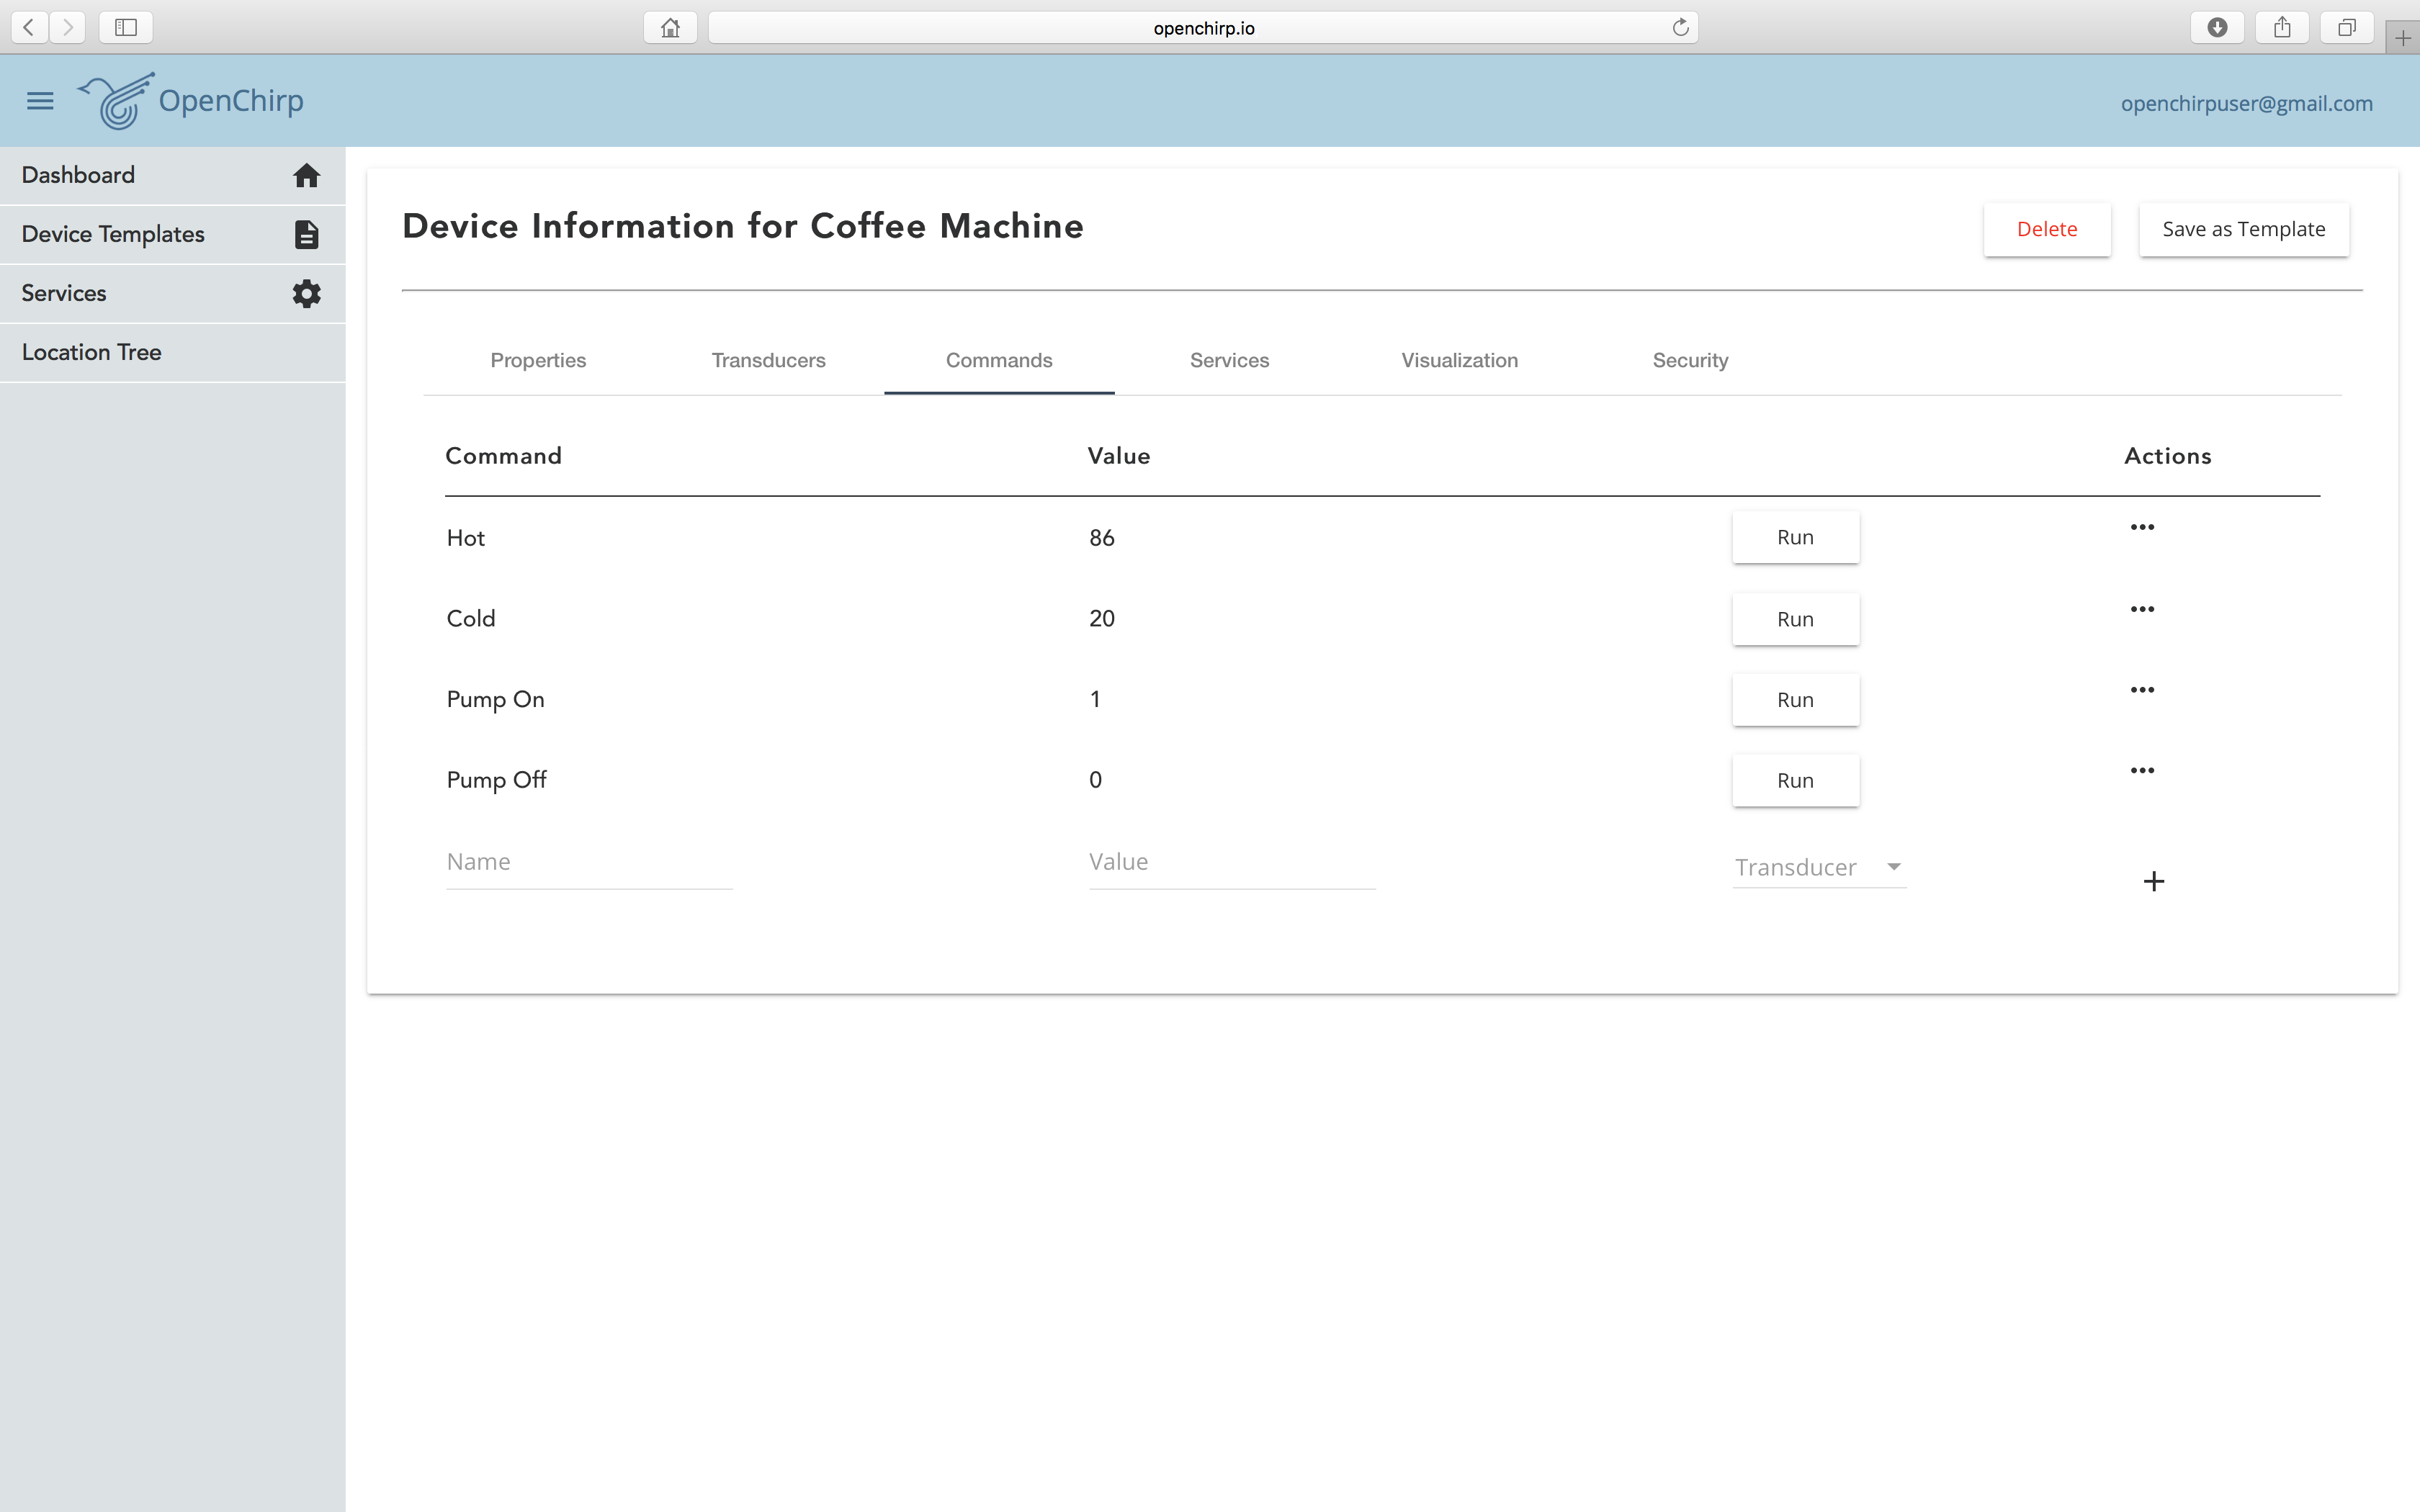 openchirp.io
OpenChirp
openchirpuser@gmail.com
Dashboard
Device Templates
Services
Location Tree
Device Information for Coffee Machine
Delete
Save as Template
Properties
Transducers
Commands
Services
Visualization
Security
Command
Value
Actions
Hot
86
Run
Cold
20
Run
Pump On
1
Run
Pump Off
0
Run
Name
Value
Transducer